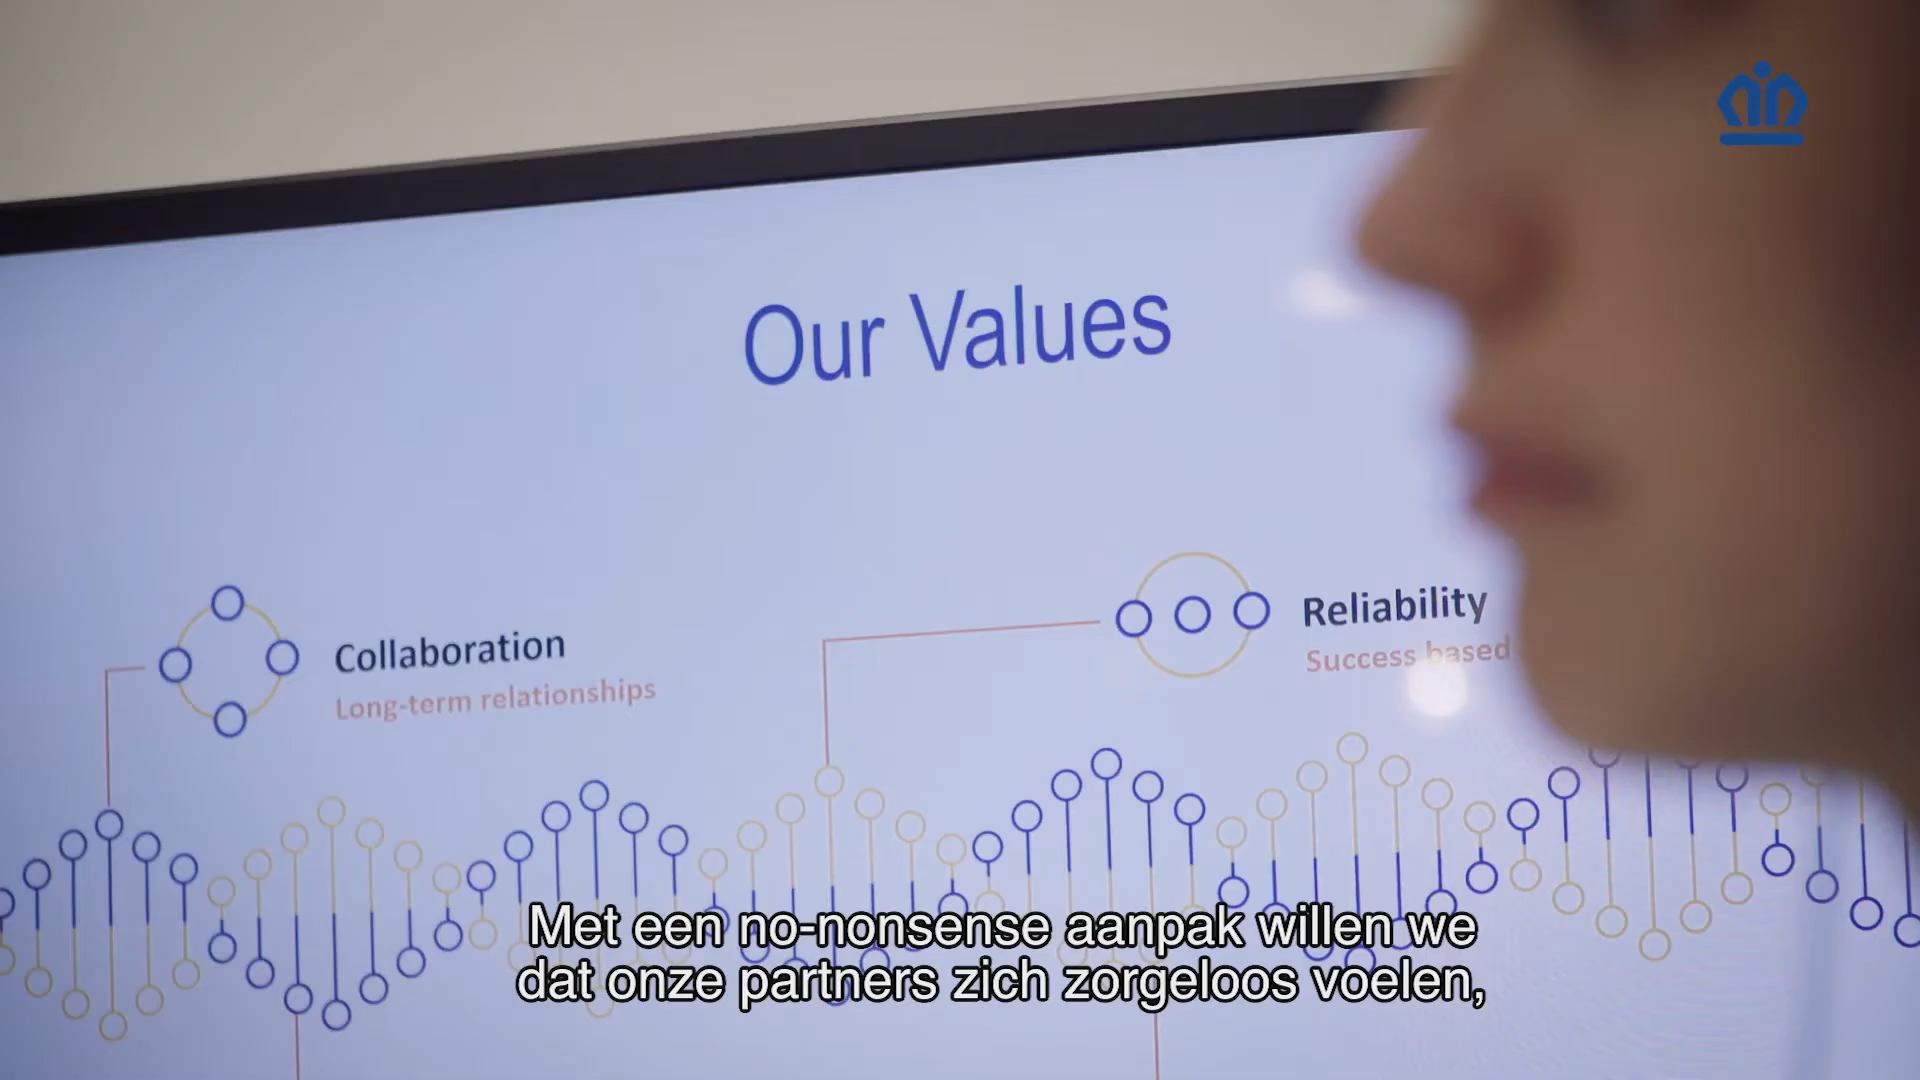 Our Values
Collaboration
Long-term relationships
Reliability
Success based
Met een no-nonsense aanpak willen we
dat onze partners zich zorgeloos voelen,